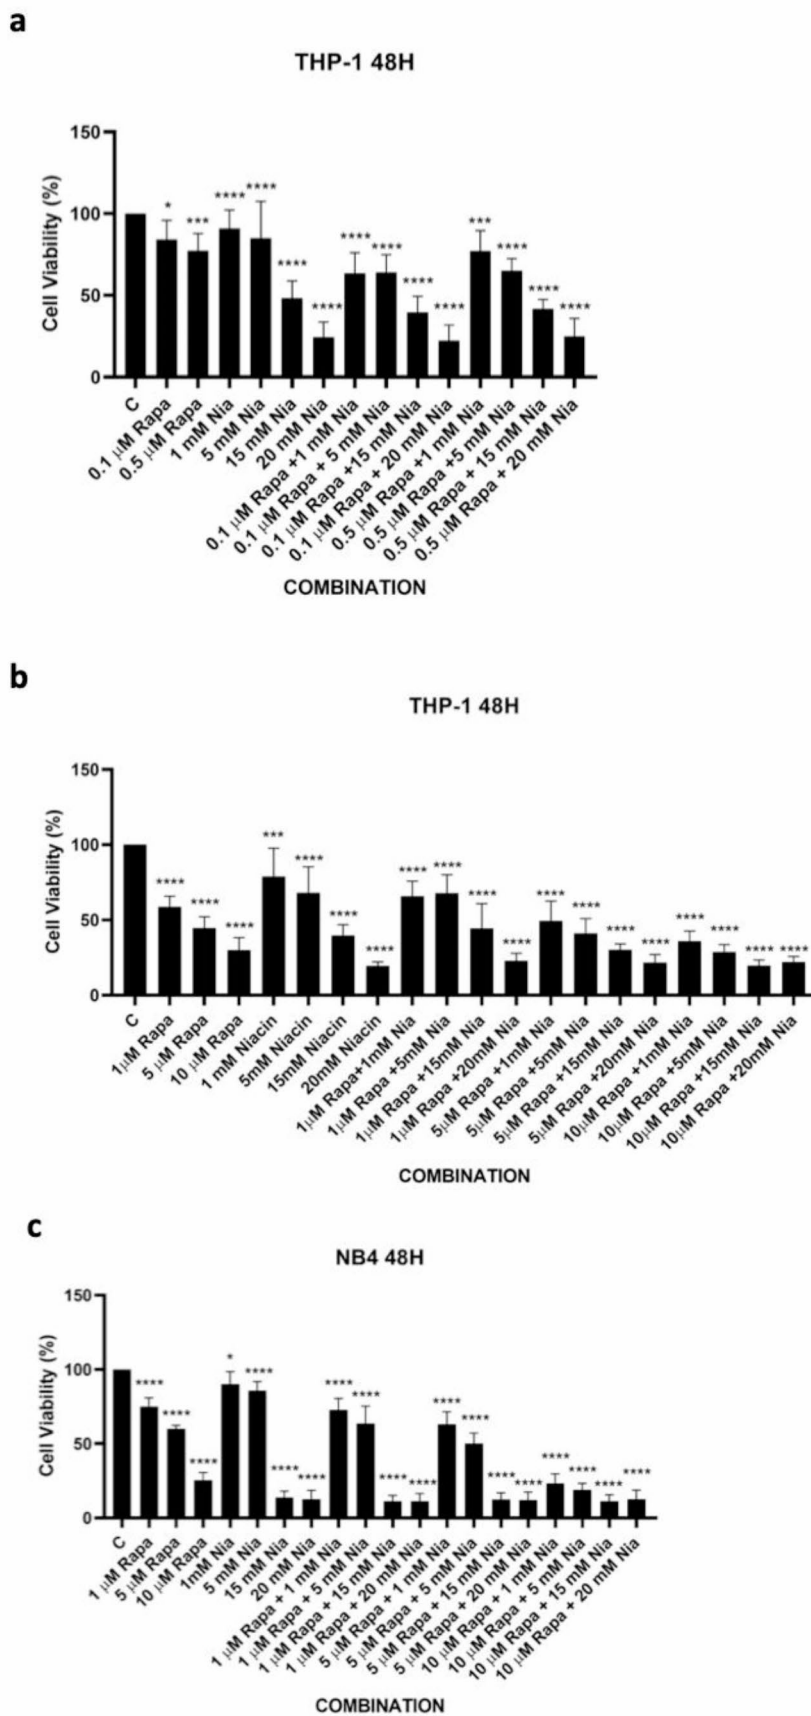 a
THP-1 48H
150
100
50
0
Cell Viability (%)
* *** **** **** **** **** **** **** **** **** *** **** **** ****
C
0.1 μM Rapa
0.5 μM Rapa
1 mM Nia
5 mM Nia
15 mM Nia
20 mM Nia
0.1 μM Rapa +1 mM Nia
0.1 μM Rapa + 5 mM Nia
0.1 μM Rapa +15 mM Nia
0.1 μM Rapa + 20 mM Nia
0.5 μM Rapa +1 mM Nia
0.5 μM Rapa +5 mM Nia
0.5 μM Rapa + 15 mM Nia
0.5 μM Rapa + 20 mM Nia
COMBINATION
b
THP-1 48H
150
100
50
0
Cell Viability (%)
**** **** **** *** **** **** **** **** **** **** **** **** **** **** **** **** **** **** ****
C
1μM Rapa
5 μM Rapa
10 μM Rapa
1 mM Niacin
5mM Niacin
15mM Niacin
20mM Niacin
1μM Rapa+1mM Nia
1μM Rapa +5mM Nia
1μM Rapa +15mM Nia
1μM Rapa +20mM Nia
5μM Rapa +1mM Nia
5μM Rapa +5mM Nia
5μM Rapa +15mM Nia
5μM Rapa +20mM Nia
10μM Rapa +1mM Nia
10μM Rapa +5mM Nia
10μM Rapa +15mM Nia
10μM Rapa +20mM Nia
COMBINATION
c
NB4 48H
150
100
50
0
Cell Viability (%)
**** **** **** * **** **** **** **** **** **** **** **** **** **** **** **** **** **** ****
C
1 μM Rapa
5 μM Rapa
10 μM Rapa
1mM Nia
5 mM Nia
15 mM Nia
20 mM Nia
1 μM Rapa + 1 mM Nia
1 μM Rapa + 5 mM Nia
1 μM Rapa + 15 mM Nia
1 μM Rapa + 20 mM Nia
5 μM Rapa + 1 mM Nia
5 μM Rapa + 5 mM Nia
5 μM Rapa + 15 mM Nia
5 μM Rapa + 20 mM Nia
10 μM Rapa + 1 mM Nia
10 μM Rapa + 5 mM Nia
10 μM Rapa + 15 mM Nia
10 μM Rapa + 20 mM Nia
COMBINATION